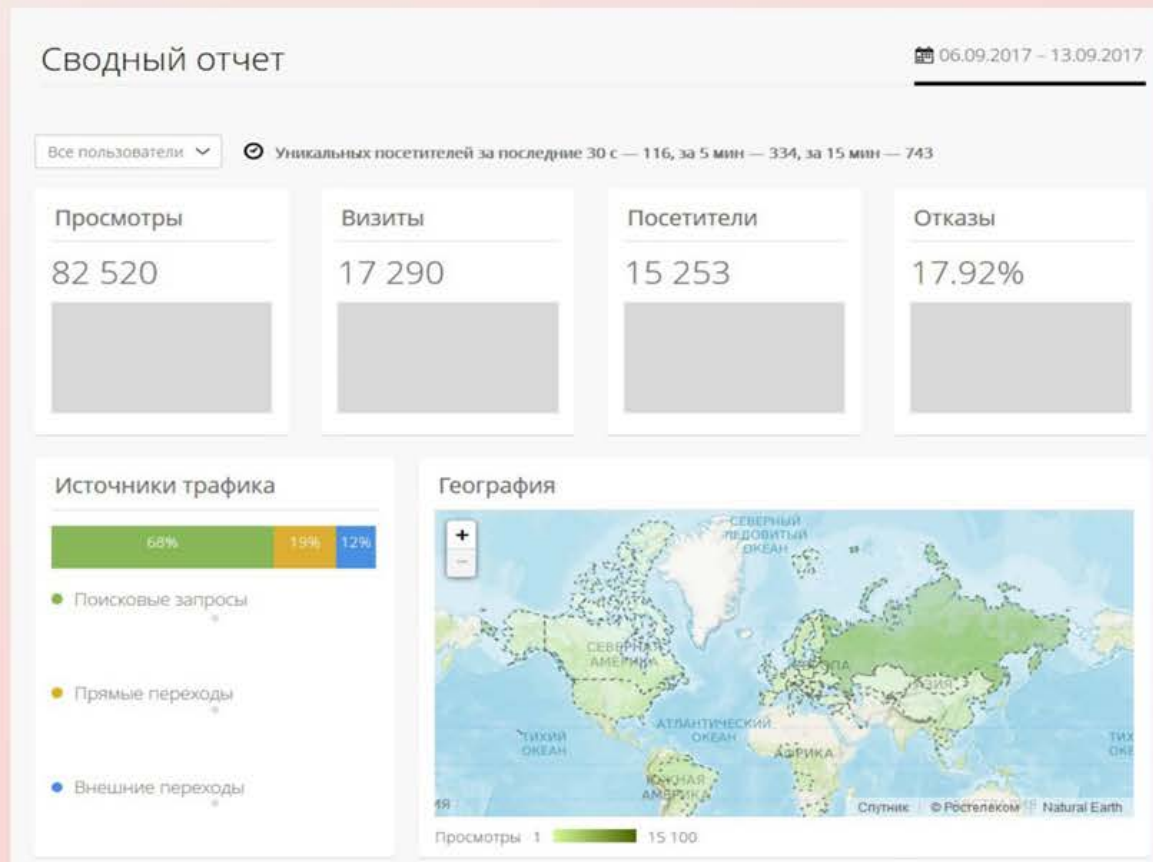 Сводный отчет
06.09.2017 – 13.09.2017
Все пользователи
Уникальных посетителей за последние 30 с — 116, за 5 мин — 334, за 15 мин — 743
Просмотры
82 520
Визиты
17 290
Посетители
15 253
Отказы
17.92%
Источники трафика
68% 19% 12%
Поисковые запросы
Прямые переходы
Внешние переходы
География
+
−
СЕВЕРНЫЙ
ЛЕДОВИТЫЙ
ОКЕАН
СЕВЕРНАЯ
АМЕРИКА
ЕВРОПА
АЗИЯ
АТЛАНТИЧЕСКИЙ
ОКЕАН
ТИХИЙ
ОКЕАН
АФРИКА
ТИХ
ОКЕ
ЮЖНАЯ
АМЕРИКА
ИЯ
Спутник © Ростелеком Natural Earth
Просмотры 1 15 100